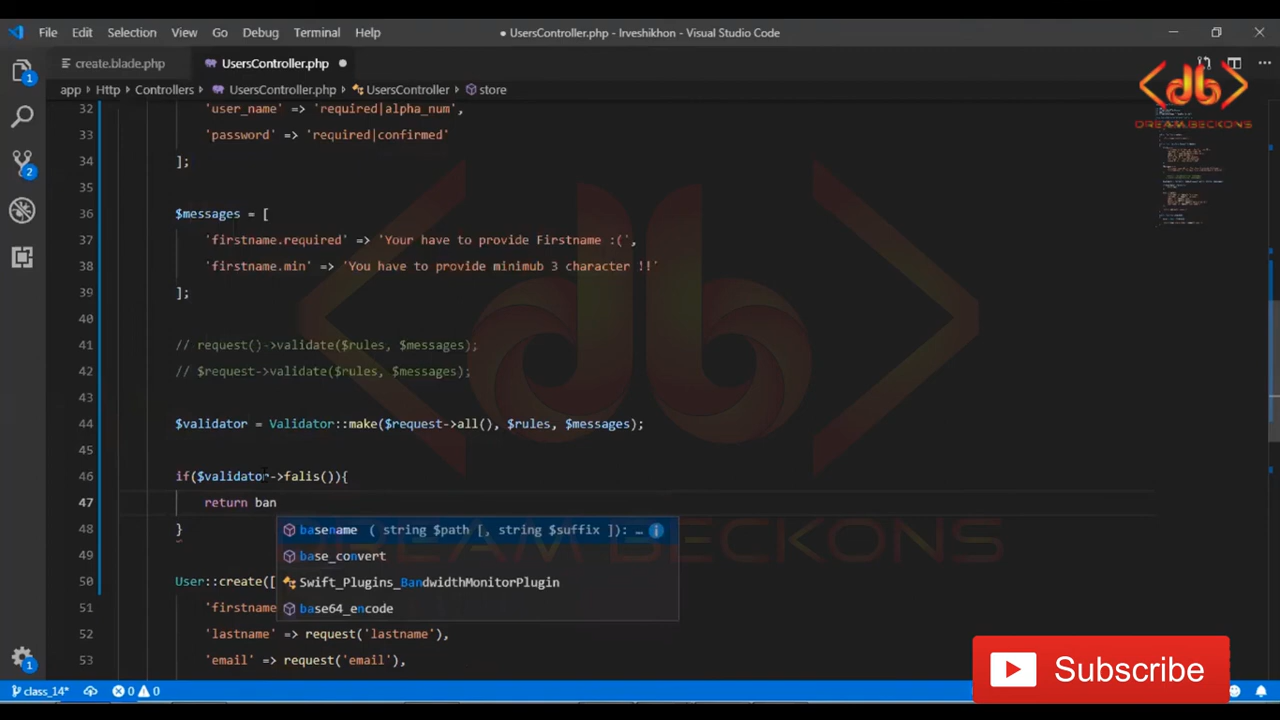 File Edit Selection View Go Debug Terminal Help
● UsersController.php - Irveshikhon - Visual Studio Code
create.blade.php UsersController.php ●
app > Http > Controllers > UsersController.php > UsersController > store
DREAM BECKONS
32 'user_name' => 'required|alpha_num',
33 'password' => 'required|confirmed'
34 ];
35
36 $messages = [
37 'firstname.required' => 'Your have to provide Firstname :(',
38 'firstname.min' => 'You have to provide minimub 3 character !!'
39 ];
40
41 // request()->validate($rules, $messages);
42 // $request->validate($rules, $messages);
43
44 $validator = Validator::make($request->all(), $rules, $messages);
45
46 if($validator->falis()){
47 return ban
48 }
basename ( string $path [, string $suffix ]): …
base_convert
Swift_Plugins_BandwidthMonitorPlugin
base64_encode
DREAM BECKONS
49
50 User::create([
51 'firstname
52 'lastname' => request('lastname'),
53 'email' => request('email'),
1
2
1
class_14* 0 0
Subscribe